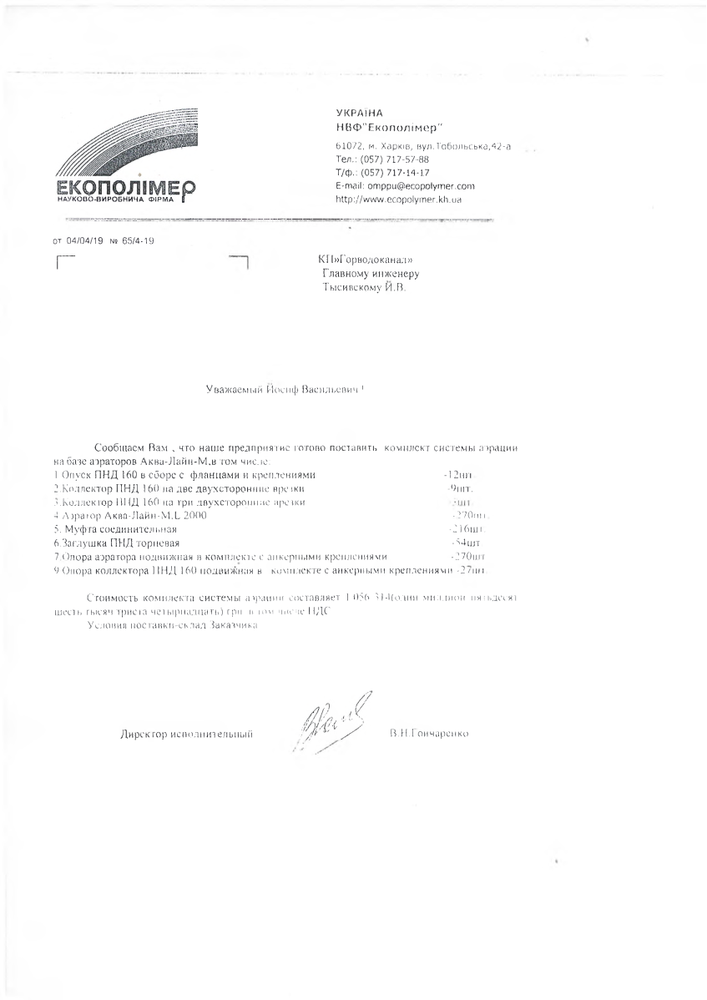 ЕКОПОЛІМЕР
НАУКОВО-ВИРОБНИЧА ФІРМА
УКРАЇНА
НВФ"Екополімер"
61072, м. Харків, вул.Тобольська,42-а
Тел.: (057) 717-57-88
Т/ф.: (057) 717-14-17
E-mail: omppu@ecopolymer.com
http://www.ecopolymer.kh.ua
от 04/04/19 № 65/4-19
КП»Горводоканал»
Главному инженеру
Тысивскому Й.В.
Уважаемый Йосиф Васильевич !
Сообщаем Вам , что наше предприятие готово поставить комплект системы аэрации
на базе аэраторов Аква-Лайн-М,в том числе:
1 Опуск ПНД 160 в сборе с фланцами и креплениями -12шт.
2.Коллектор ПНД 160 на две двухсторонние врезки -9шт.
3.Коллектор ПНД 160 на три двухсторонние врезки
4 Аэратор Аква-Лайн-М,L 2000 -270шт.
5. Муфта соединительная -216шт.
6.Заглушка ПНД торцевая -54шт
7.Опора аэратора подвижная в комплекте с анкерными креплениями -270шт
9 Опора коллектора ПНД 160 подвижная в комплекте с анкерными креплениями -27шт.
Стоимость комплекта системы аэрации составляет 1 056 314(один миллион пятьдесят
шесть тысяч триста четырнадцать) грн. в том числе НДС
Условия поставки-склад Заказчика
Директор исполнительный В.Н.Гончаренко